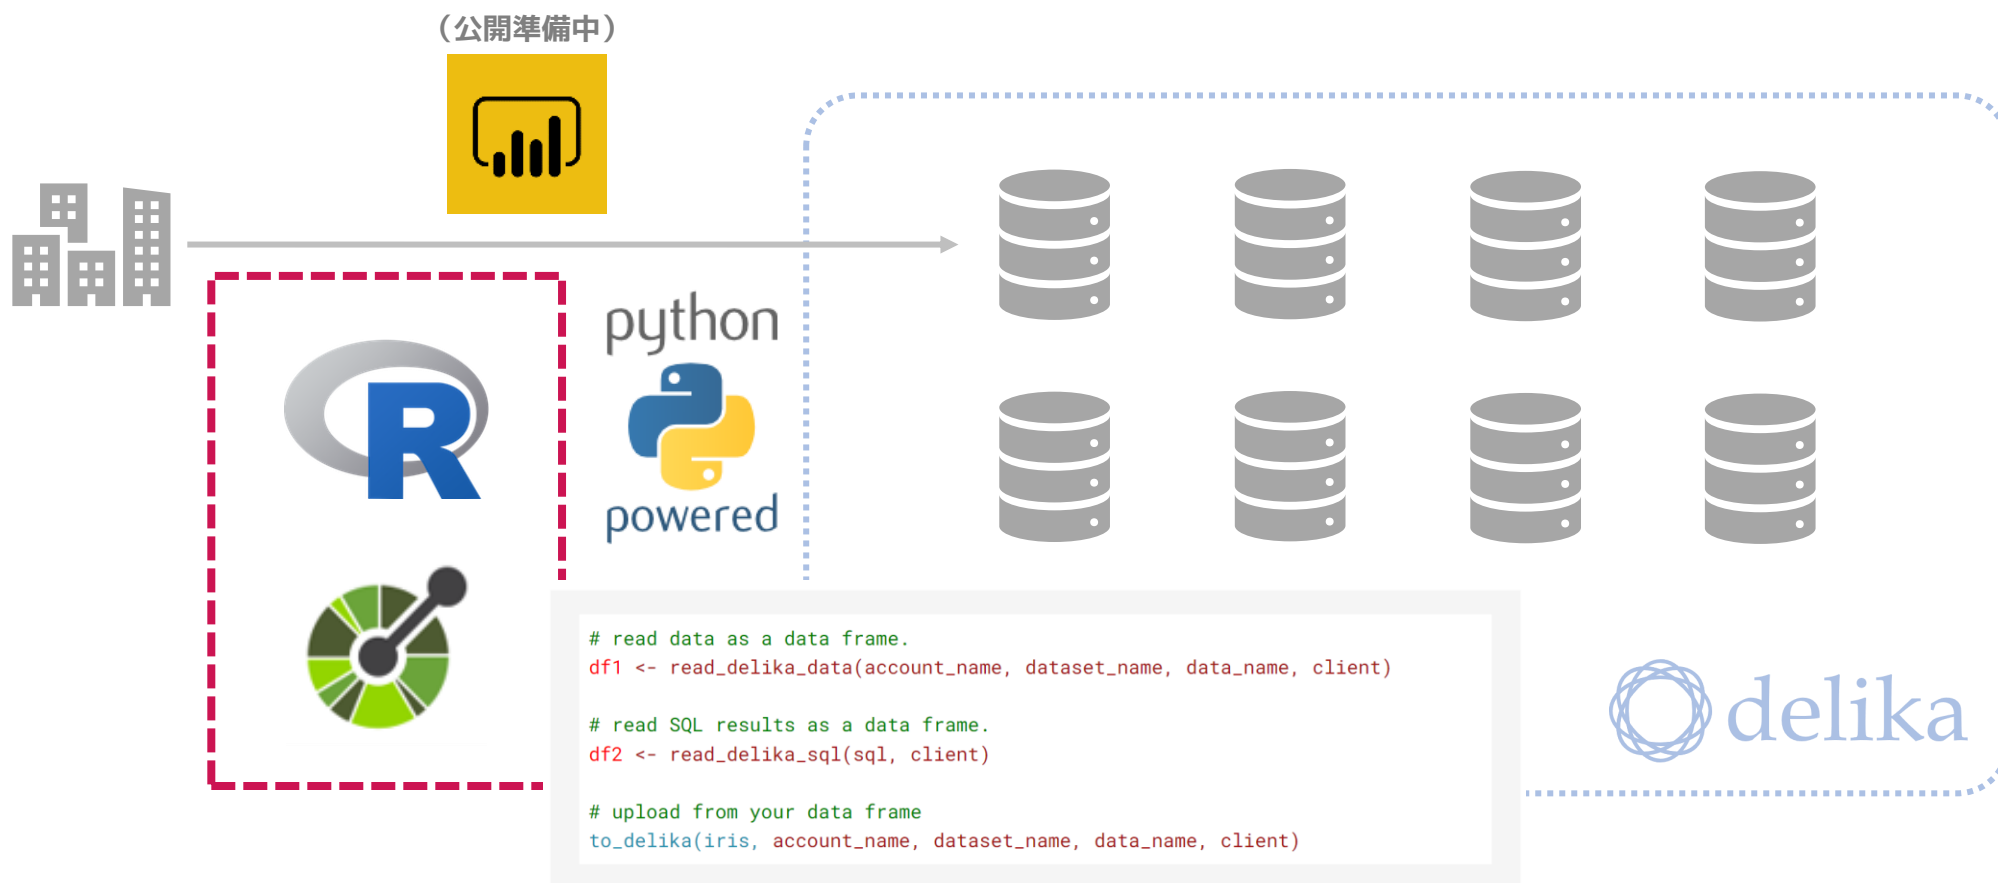 （公開準備中）
python
powered
R
# read data as a data frame.
df1 <- read_delika_data(account_name, dataset_name, data_name, client)
# read SQL results as a data frame.
df2 <- read_delika_sql(sql, client)
# upload from your data frame
to_delika(iris, account_name, dataset_name, data_name, client)
delika